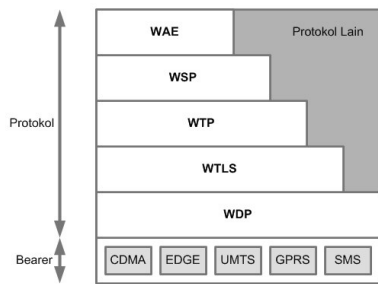 WAE
Protokol Lain
WSP
Protokol
WTP
WTLS
WDP
Bearer
CDMA EDGE UMTS GPRS SMS